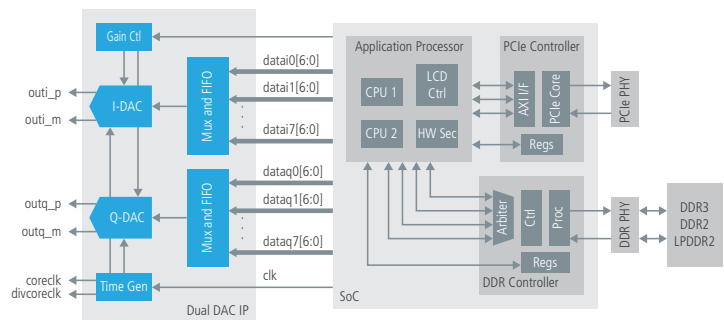 Gain Ctl
outi_p
outi_m
I-DAC
Mux and FIFO
datai0[6:0]
datai1[6:0]
datai7[6:0]
outq_p
outq_m
Q-DAC
Mux and FIFO
dataq0[6:0]
dataq1[6:0]
dataq7[6:0]
coreclk
divcoreclk
Time Gen
clk
Dual DAC IP
SoC
Application Processor
CPU 1
LCD
Ctrl
CPU 2
HW Sec
PCIe Controller
AXI I/F
PCIe Core
Regs
PCIe PHY
Arbiter
Ctrl
Proc
Regs
DDR Controller
DDR PHY
DDR3
DDR2
LPDDR2